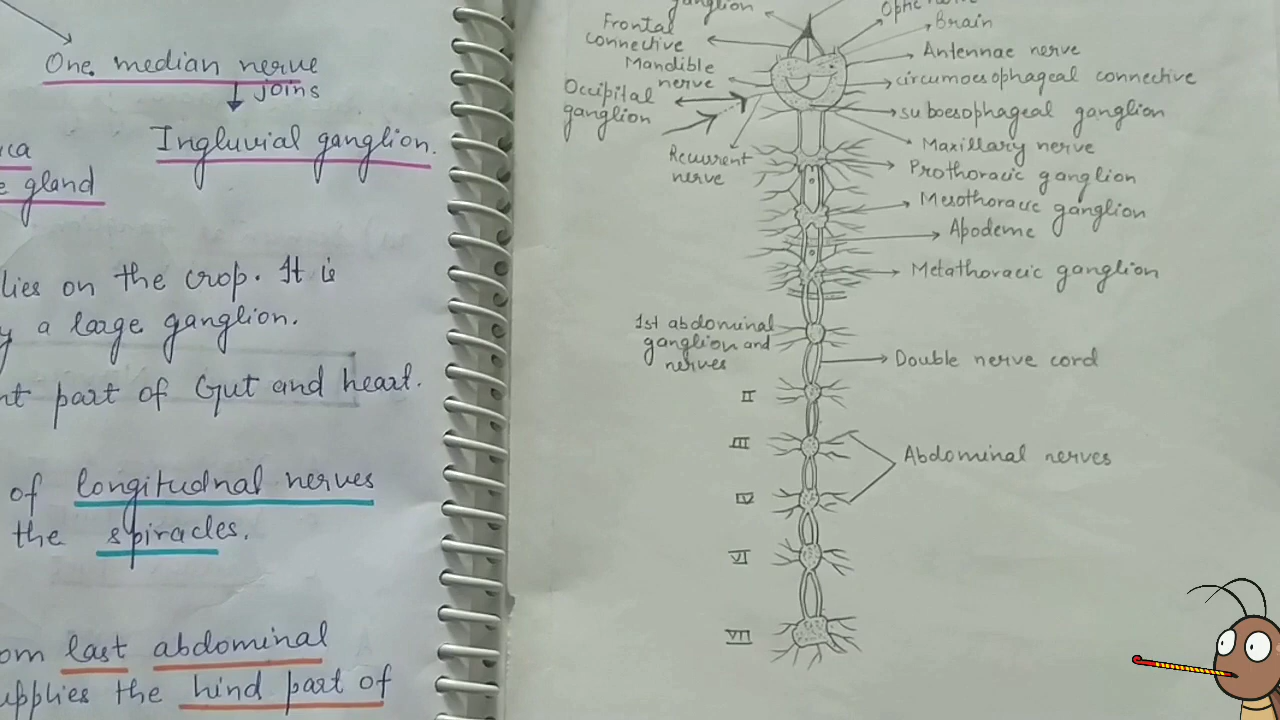 One median nerve
joins
Ingluvial ganglion.
gland
lies on the crop. It is
a large ganglion.
part of Gut and heart.
of longitudnal nerves
the spiracles.
last abdominal
the hind part of
ganglion
Frontal
connective
Mandible
nerve
Occipital
ganglion
Recurrent
nerve
1st abdominal
ganglion and
nerves
II
III
IV
VI
VII
Brain
Antennae nerve
circumoesophageal connective
suboesophageal ganglion
Maxillary nerve
Prothoracic ganglion
Mesothoracic ganglion
Apodeme
Metathoracic ganglion
Double nerve cord
Abdominal nerves